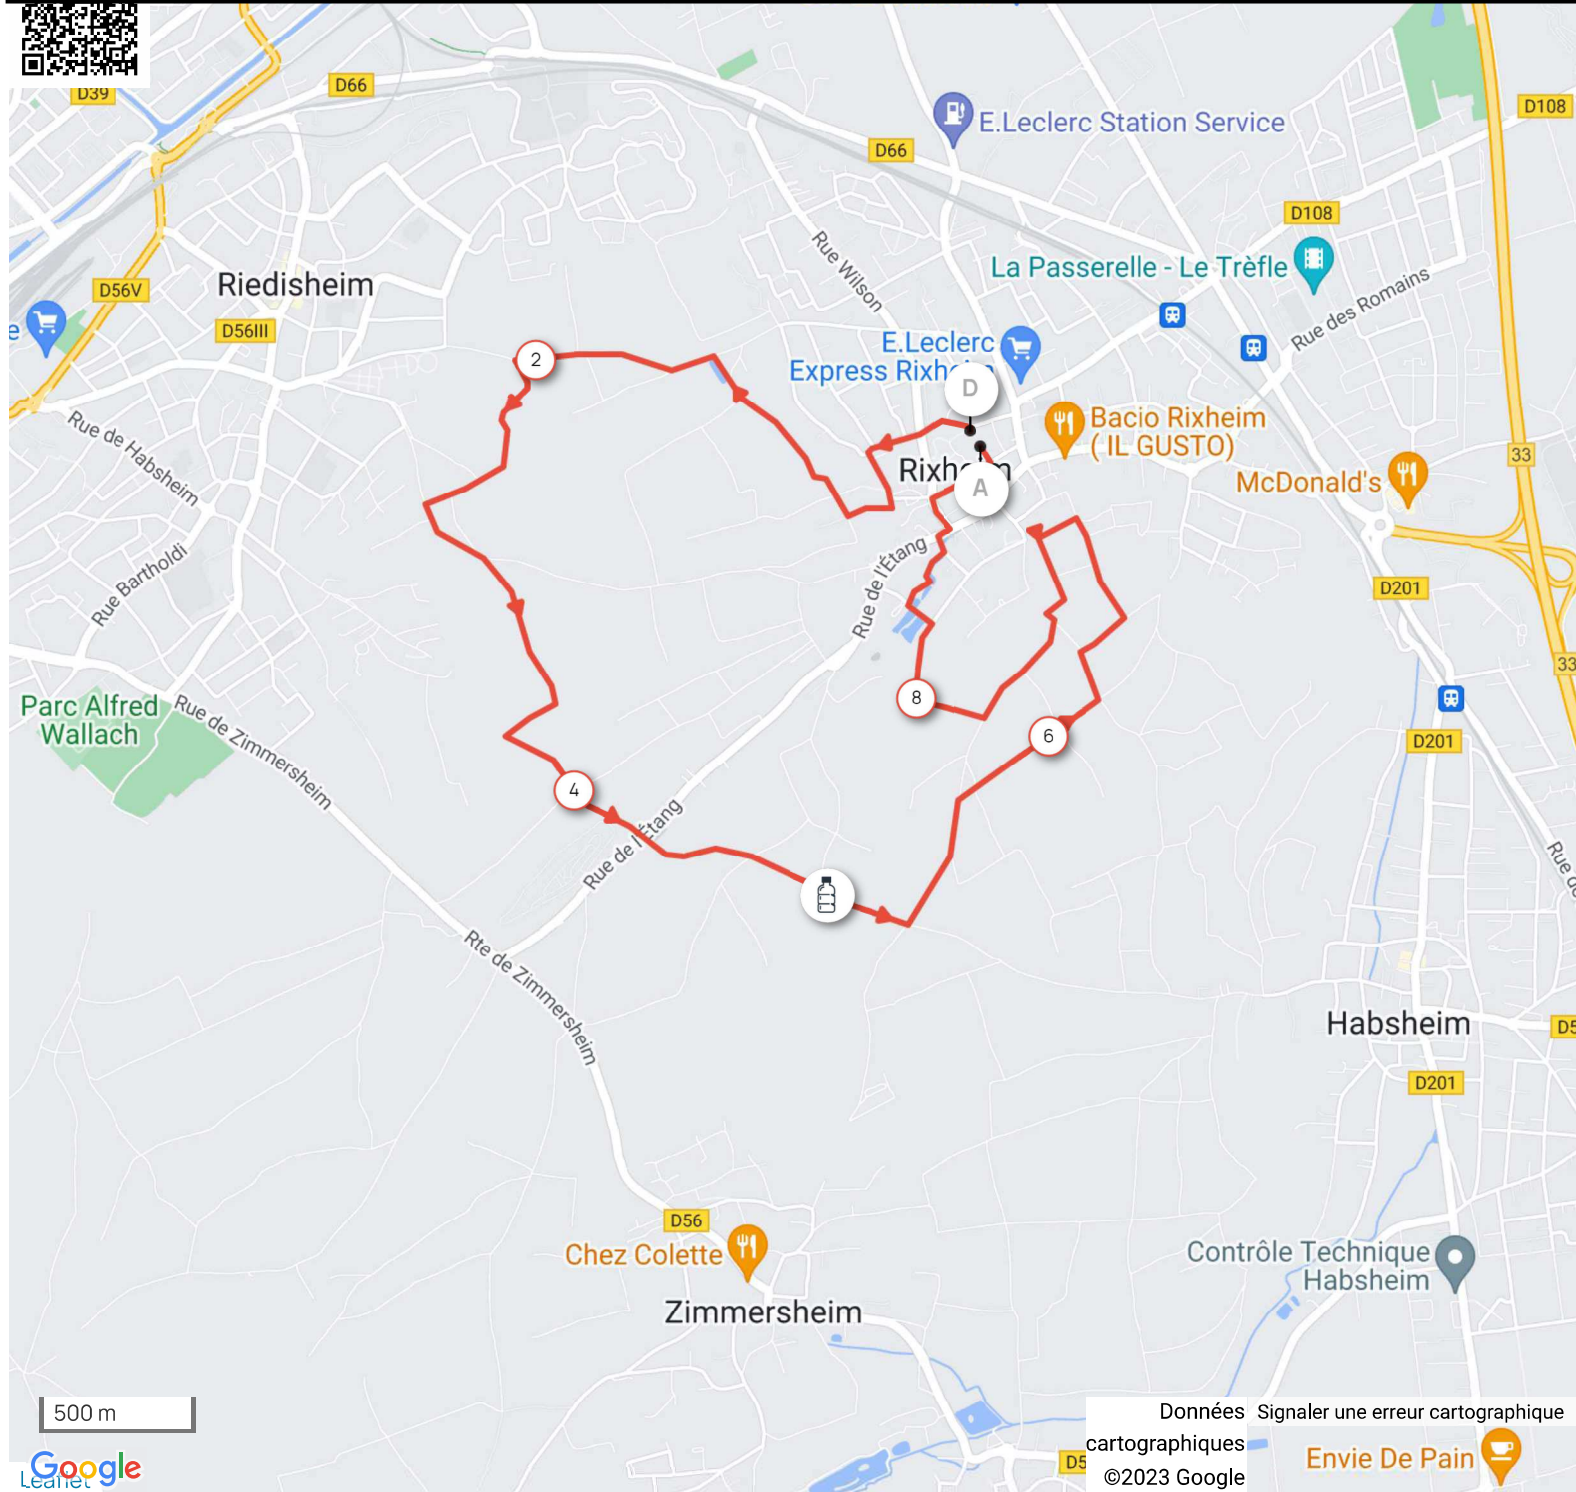 D39
D66
D66
E.Leclerc Station Service
D108
D108
Rue Wilson
La Passerelle - Le Trèfle
Rue des Romains
Riedisheim
D56V
D56III
e
2
E.Leclerc
D
Bacio Rixheim
( IL GUSTO)
Rue de Habsheim
A
33
McDonald's
Rue de l'Étang
Rue Bartholdi
D201
33
Parc Alfred
Wallach
Rue de Zimmersheim
8
6
D201
4
Rue de l'Étang
Rte de Zimmersheim
Habsheim
D201
D56
Chez Colette
Contrôle Technique
Habsheim
Zimmersheim
500 m
Données
cartographiques
©2023 Google
Signaler une erreur cartographique
Envie De Pain
Google
Leaflet